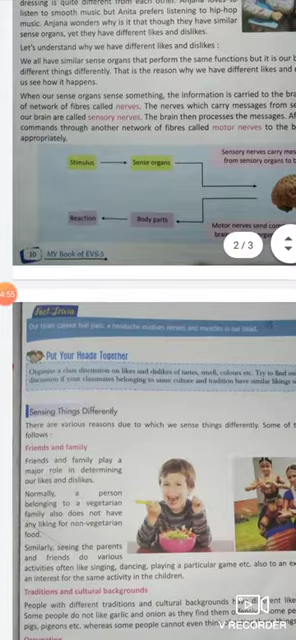 dressing is quite different from each other. Anjana
listen to smooth music but Anita prefers listening to hip-hop
music. Anjana wonders why is it that though they have similar
sense organs, yet they have different likes and dislikes.
Let's understand why we have different likes and dislikes :
We all have similar sense organs that perform the same functions but it is our
different things differently. That is the reason why we have different likes and
us see how it happens.
When our sense organs sense something, the information is carried to the
of network of fibres called nerves. The nerves which carry messages from
our brain are called sensory nerves. The brain then processes the messages.
commands through another network of fibres called motor nerves to the
appropriately.
Sensory nerves carry
from sensory organs to
Stimulus
Sense organs
Reaction
Body parts
Motor nerves send
10 MY Book of EVS-5
2/3
4:55
Fact Trivia
Our brain cannot feel pain, a headache involves nerves and muscles in our head.
Put Your Heads Together
Organise a class discussion on likes and dislikes of tastes, smell, colours etc. Try to find
discussion if your classmates belonging to same culture and tradition have similar likings
Sensing Things Differently
There are various reasons due to which we sense things differently. Some of
follows :
Friends and family
Friends and family play a
major role in determining
our likes and dislikes.
Normally, a person
belonging to a vegetarian
family also does not have
any liking for non-vegetarian
food.
Similarly, seeing the parents
and friends do various
activities often like singing, dancing, playing a particular game etc. also to an
an interest for the same activity in the children.
Traditions and cultural backgrounds
People with different traditions and cultural backgrounds
Some people do not like garlic and onion as they find them
pigs, pigeons etc. whereas some people cannot even think
V RECORDER